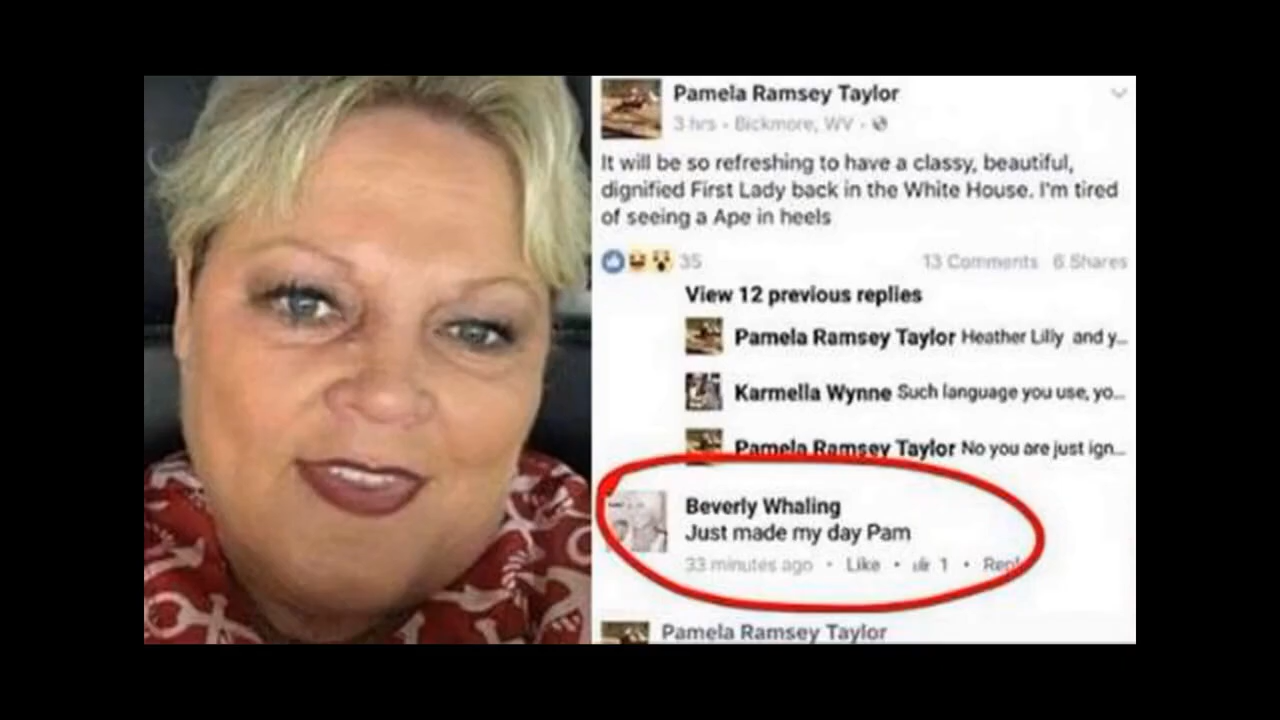 Pamela Ramsey Taylor
3 hrs · Bickmore, WV ·
It will be so refreshing to have a classy, beautiful,
dignified First Lady back in the White House. I'm tired
of seeing a Ape in heels
35 13 Comments 6 Shares
View 12 previous replies
Pamela Ramsey Taylor Heather Lilly and y...
Karmella Wynne Such language you use, yo...
Pamela Ramsey Taylor No you are just ign...
Beverly Whaling
Just made my day Pam
33 minutes ago · Like · 1 · Repl
Pamela Ramsey Taylor